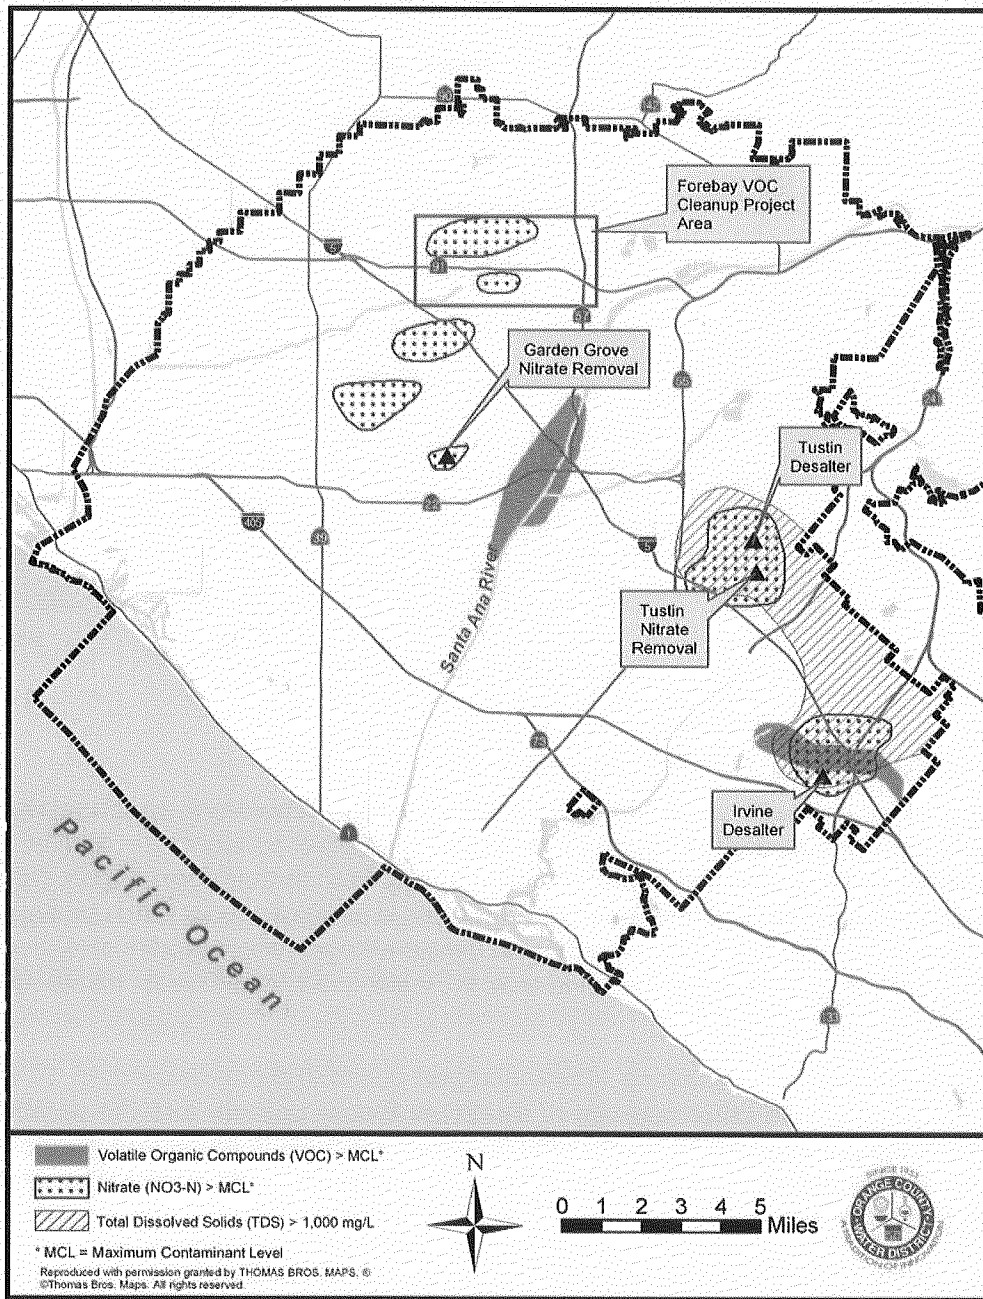 Forebay VOC
Cleanup Project
Area
91
Garden Grove
Nitrate Removal
Tustin
Desalter
22
405
39
5
Santa Ana River
Tustin
Nitrate
Removal
73
Irvine
Desalter
1
Pacific Ocean
Volatile Organic Compounds (VOC) > MCL*
Nitrate (NO3-N) > MCL*
Total Dissolved Solids (TDS) > 1,000 mg/L
* MCL = Maximum Contaminant Level
Reproduced with permission granted by THOMAS BROS. MAPS. ©
©Thomas Bros. Maps. All rights reserved
N
0 1 2 3 4 5
Miles
SINCE 1933
ORANGE COUNTY
WATER DISTRICT